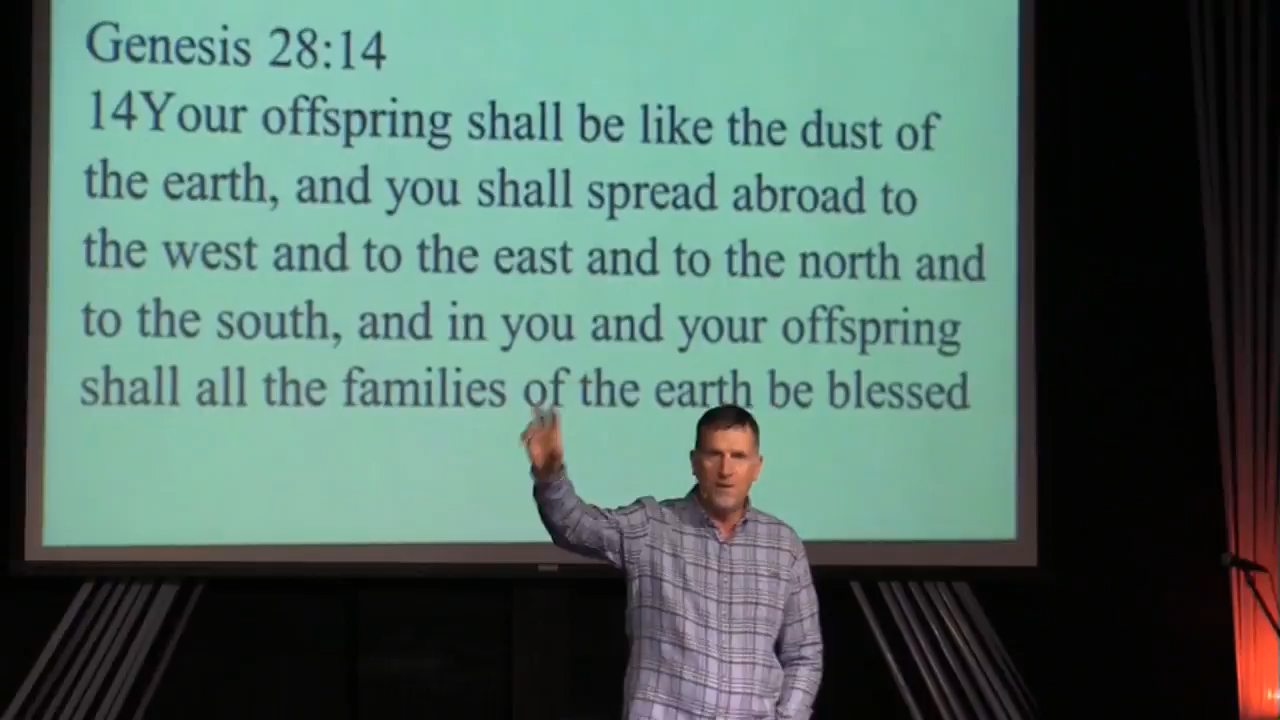 Genesis 28:14
14Your offspring shall be like the dust of
the earth, and you shall spread abroad to
the west and to the east and to the north and
to the south, and in you and your offspring
shall all the families of the earth be blessed